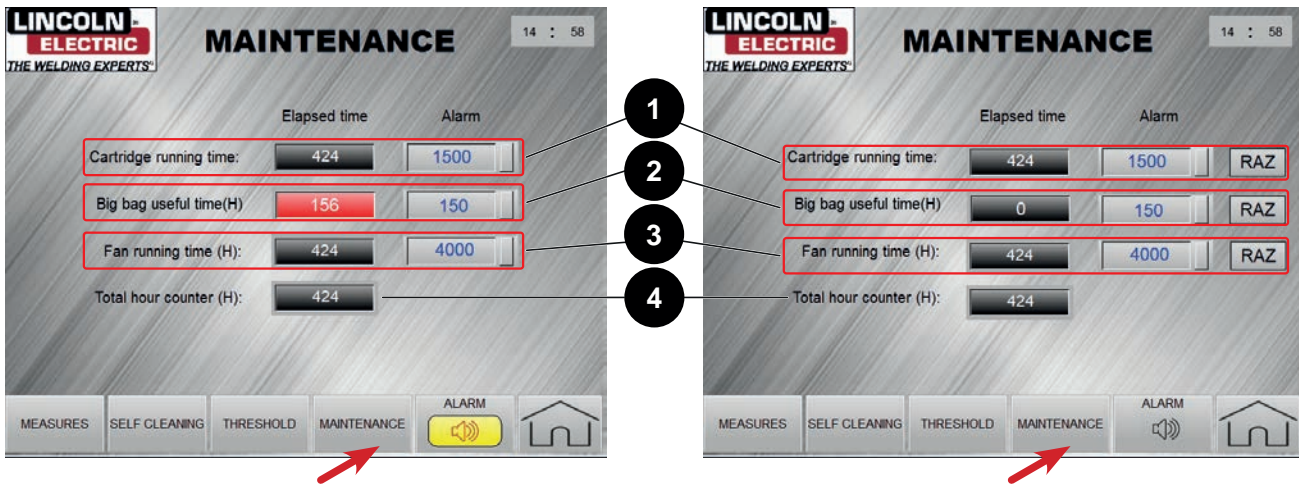 LINCOLN
ELECTRIC
THE WELDING EXPERTS®
MAINTENANCE
14 : 58
Elapsed time Alarm
Cartridge running time: 424 1500
Big bag useful time(H) 156 150
Fan running time (H): 424 4000
Total hour counter (H): 424
MEASURES SELF CLEANING THRESHOLD MAINTENANCE ALARM
1
2
3
4
LINCOLN
ELECTRIC
THE WELDING EXPERTS®
MAINTENANCE
14 : 58
Elapsed time Alarm
Cartridge running time: 424 1500 RAZ
Big bag useful time(H) 0 150 RAZ
Fan running time (H): 424 4000 RAZ
Total hour counter (H): 424
MEASURES SELF CLEANING THRESHOLD MAINTENANCE ALARM